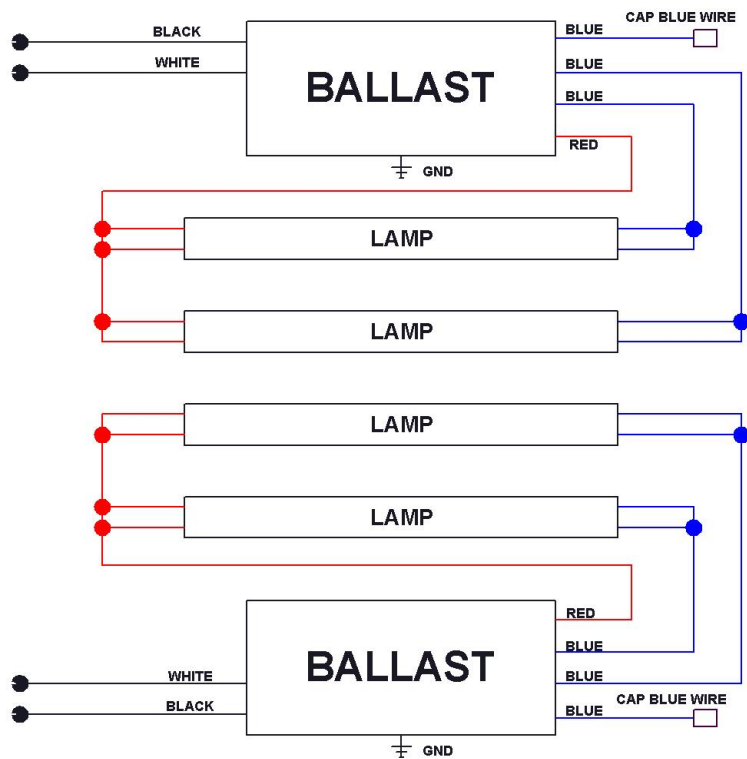 CAP BLUE WIRE
BLACK
BLUE
WHITE
BLUE
BALLAST
BLUE
RED
GND
LAMP
LAMP
LAMP
LAMP
RED
BLUE
BALLAST
WHITE
BLUE
CAP BLUE WIRE
BLACK
BLUE
GND